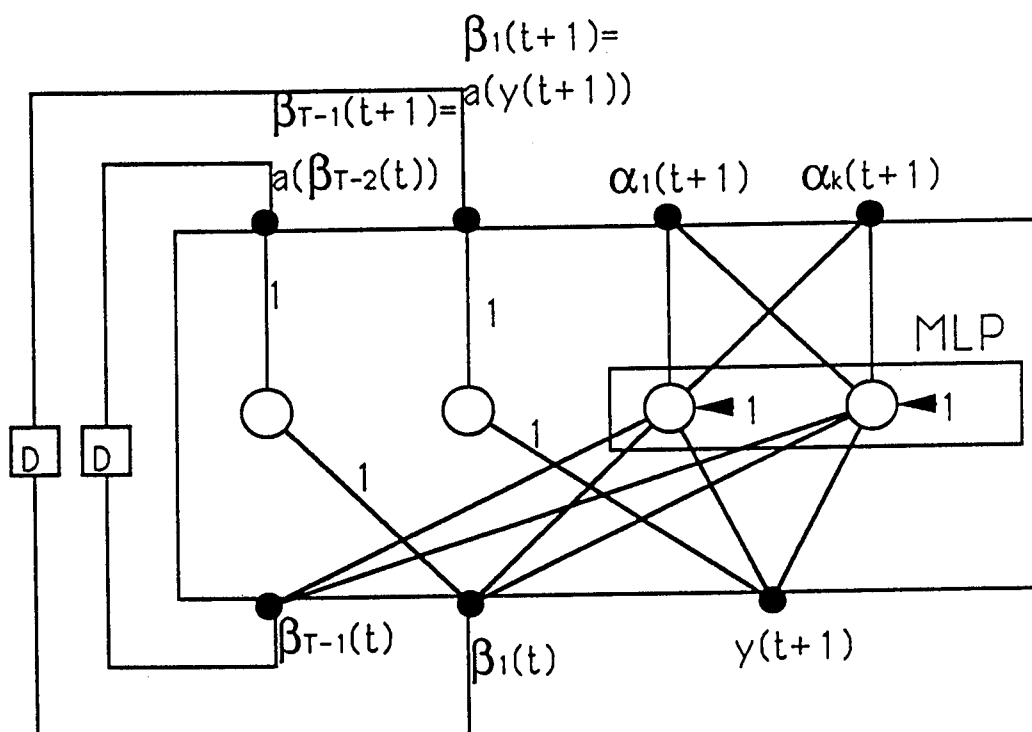 β1(t+1)=
a(y(t+1))
βT-1(t+1)=
a(βT-2(t))
α1(t+1)
αk(t+1)
1
1
MLP
1
1
1
1
D
D
βT-1(t)
β1(t)
y(t+1)